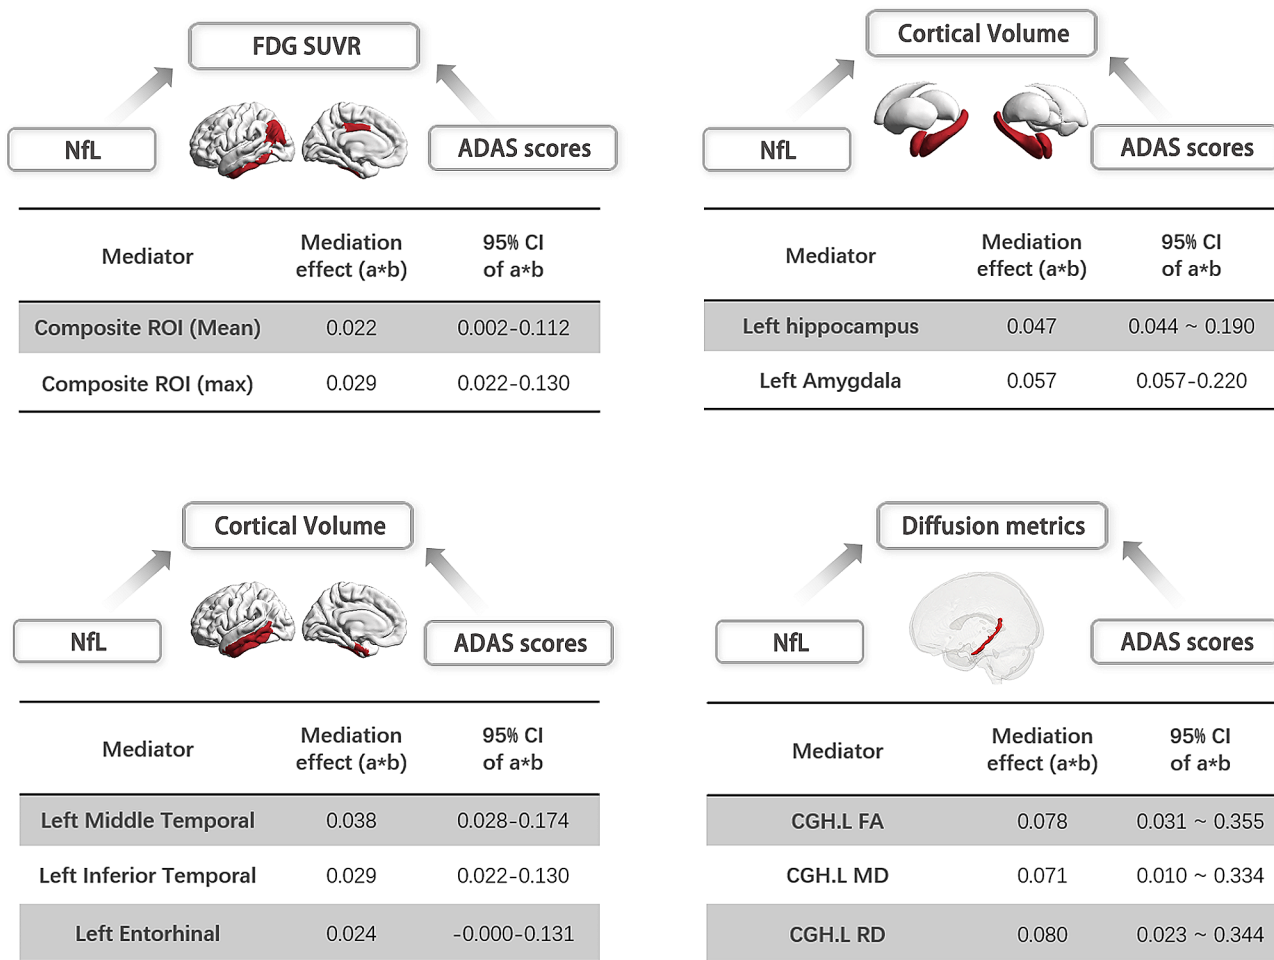 FDG SUVR
NfL
ADAS scores
Mediator
Mediation
effect (a*b)
95% CI
of a*b
Composite ROI (Mean) 0.022 0.002-0.112
Composite ROI (max) 0.029 0.022-0.130
Cortical Volume
NfL
ADAS scores
Mediator
Mediation
effect (a*b)
95% CI
of a*b
Left hippocampus 0.047 0.044 ~ 0.190
Left Amygdala 0.057 0.057-0.220
Cortical Volume
NfL
ADAS scores
Mediator
Mediation
effect (a*b)
95% CI
of a*b
Left Middle Temporal 0.038 0.028-0.174
Left Inferior Temporal 0.029 0.022-0.130
Left Entorhinal 0.024 -0.000-0.131
Diffusion metrics
NfL
ADAS scores
Mediator
Mediation
effect (a*b)
95% CI
of a*b
CGH.L FA 0.078 0.031 ~ 0.355
CGH.L MD 0.071 0.010 ~ 0.334
CGH.L RD 0.080 0.023 ~ 0.344